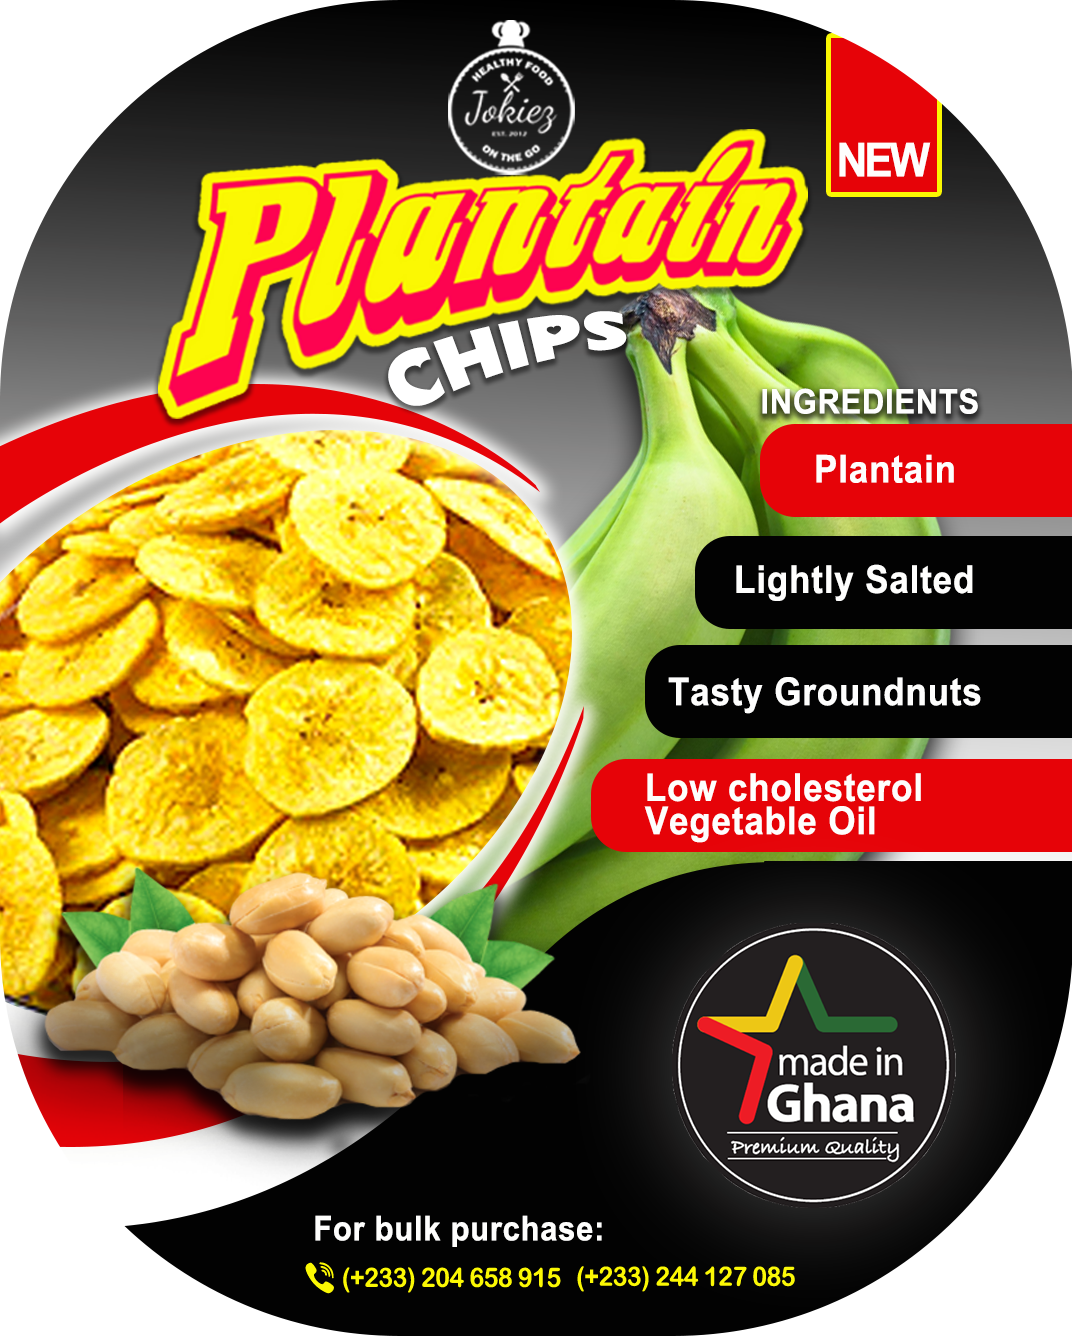 HEALTHY FOOD
Jokiez
EST. 2012
ON THE GO
NEW
Plantain
CHIPS
INGREDIENTS
Plantain
Lightly Salted
Tasty Groundnuts
Low cholesterol
Vegetable Oil
made in
Ghana
Premium Quality
For bulk purchase:
(+233) 204 658 915 (+233) 244 127 085